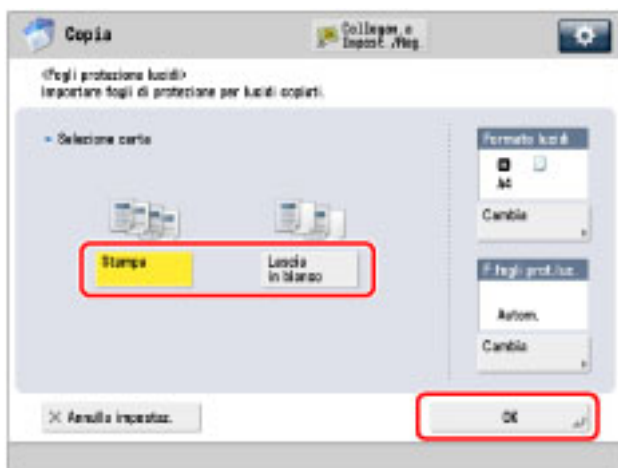 Copia
Collegam. a
Impost./Reg.
<Fogli protezione lucidi>
Impostare fogli di protezione per lucidi copiati.
Selezione carta
Formato lucidi
A4
Cambia
Stampa
Lascia
in bianco
F fogli prot.luc.
Autom.
Cambia
Annulla impostaz.
OK